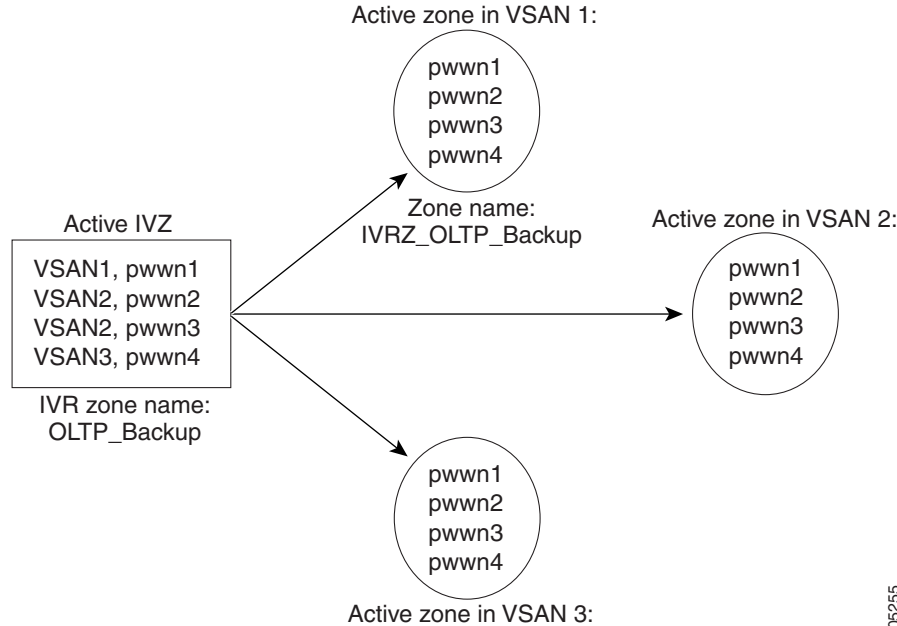 Active zone in VSAN 1:
pwwn1
pwwn2
pwwn3
pwwn4
Zone name:
IVRZ_OLTP_Backup
Active IVZ
VSAN1, pwwn1
VSAN2, pwwn2
VSAN2, pwwn3
VSAN3, pwwn4
IVR zone name:
OLTP_Backup
Active zone in VSAN 2:
pwwn1
pwwn2
pwwn3
pwwn4
pwwn1
pwwn2
pwwn3
pwwn4
Active zone in VSAN 3: